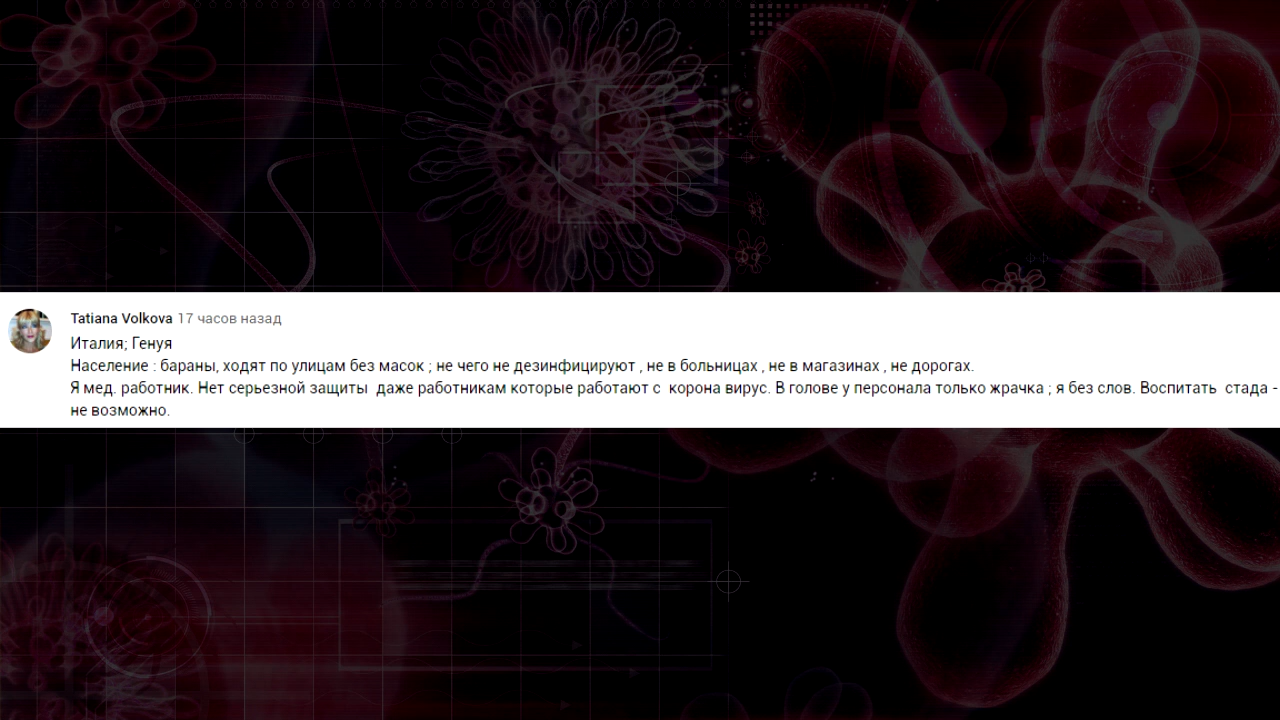 Tatiana Volkova 17 часов назад
Италия; Генуя
Население : бараны, ходят по улицам без масок ; не чего не дезинфицируют , не в больницах , не в магазинах , не дорогах.
Я мед. работник. Нет серьезной защиты  даже работникам которые работают с  корона вирус. В голове у персонала только жрачка ; я без слов. Воспитать  стада -
не возможно.